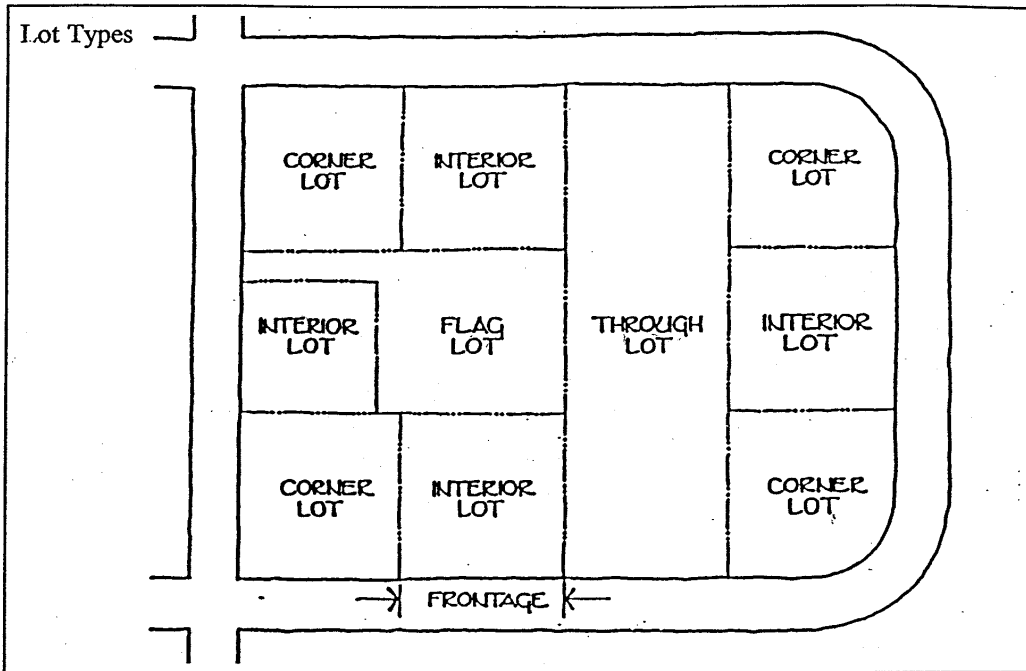 Lot Types
CORNER
LOT
INTERIOR
LOT
CORNER
LOT
INTERIOR
LOT
FLAG
LOT
THROUGH
LOT
INTERIOR
LOT
CORNER
LOT
INTERIOR
LOT
CORNER
LOT
FRONTAGE